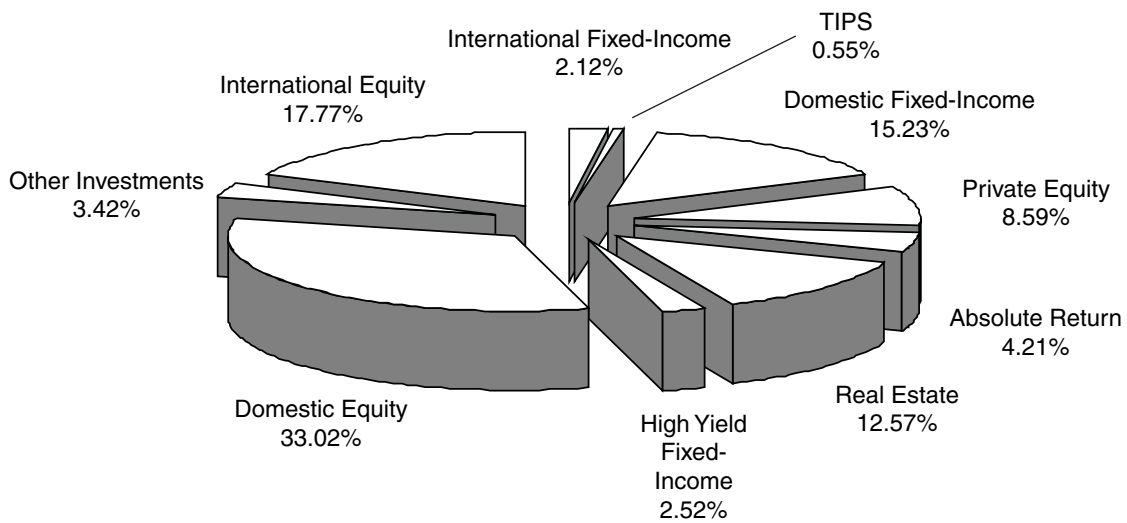 TIPS
0.55%
International Fixed-Income
2.12%
International Equity
17.77%
Domestic Fixed-Income
15.23%
Other Investments
3.42%
Private Equity
8.59%
Absolute Return
4.21%
Real Estate
12.57%
Domestic Equity
33.02%
High Yield
Fixed-
Income
2.52%